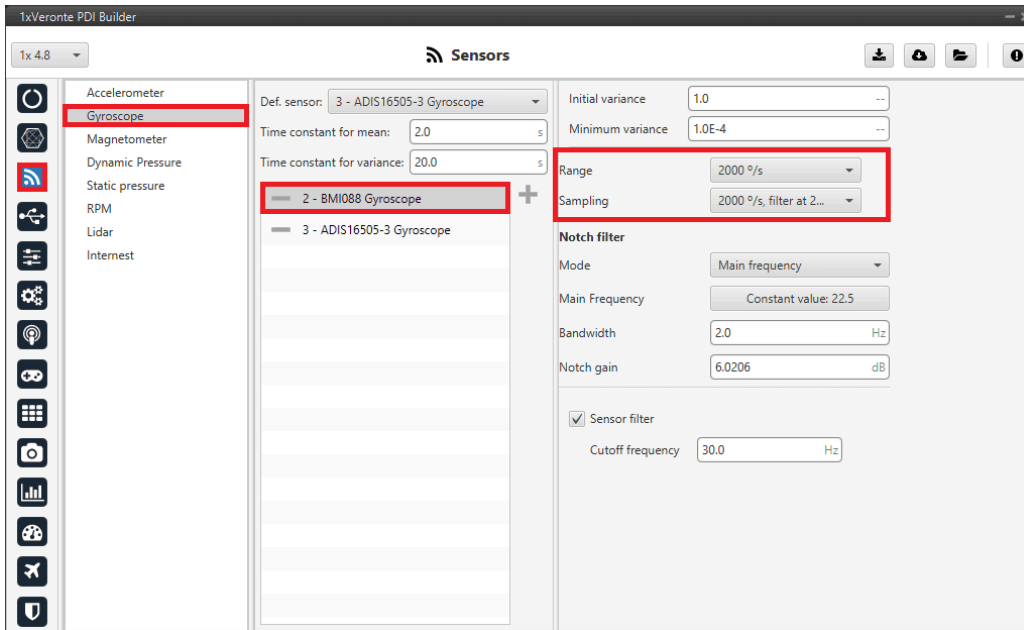 1xVeronte PDI Builder
1x 4.8
Sensors
Accelerometer
Gyroscope
Magnetometer
Dynamic Pressure
Static pressure
RPM
Lidar
Internest
Def. sensor: 3 - ADIS16505-3 Gyroscope
Time constant for mean: 2.0 s
Time constant for variance: 20.0 s
2 - BMI088 Gyroscope
3 - ADIS16505-3 Gyroscope
Initial variance 1.0 --
Minimum variance 1.0E-4 --
Range 2000 º/s
Sampling 2000 º/s, filter at 2...
Notch filter
Mode Main frequency
Main Frequency Constant value: 22.5
Bandwidth 2.0 Hz
Notch gain 6.0206 dB
Sensor filter
Cutoff frequency 30.0 Hz